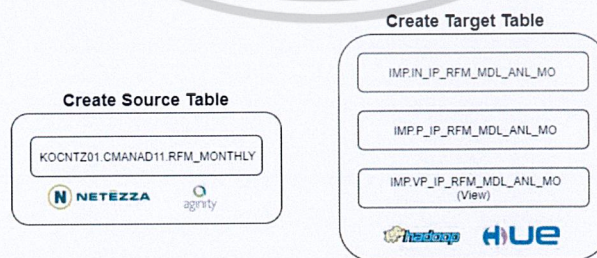 Create Target Table
IMP.IN_IP_RFM_MDL_ANL_MO
IMP.P_IP_RFM_MDL_ANL_MO
IMP.VP_IP_RFM_MDL_ANL_MO
(View)
hadoop HUE
Create Source Table
KOCNTZ01.CMANAD11.RFM_MONTHLY
N NETEZZA aginity